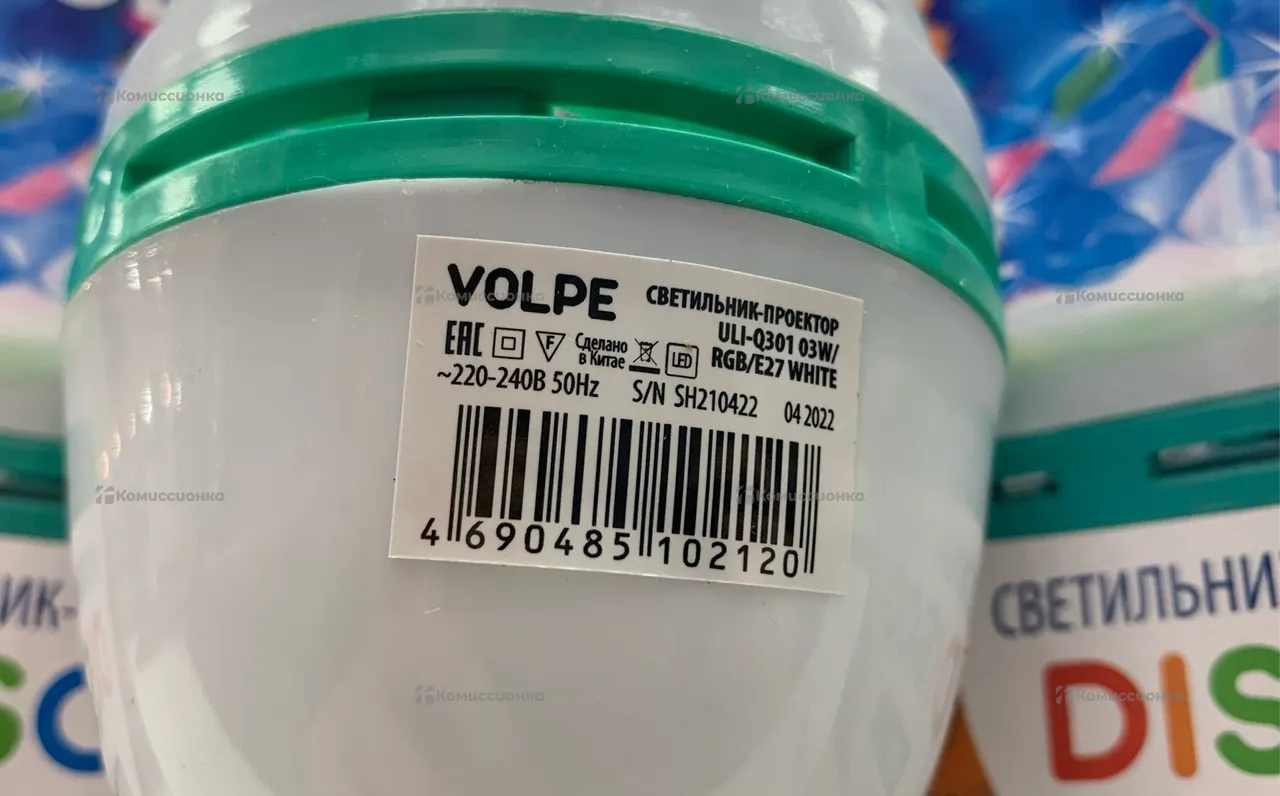 VOLPE
СВЕТИЛЬНИК-ПРОЕКТОР
ULI-Q301 03W/
RGB/E27 WHITE
EAC
F
Сделано
в Китае
LED
~220-240В 50Hz
S/N SH210422
04 2022
4 690485 102120
ИК-
SC
СВЕТИЛЬНИ
DIS
Комиссионка
Комиссионка
Комиссионка
Комиссионка
Комиссионка
Комиссионка
Комиссионка
Комиссионка